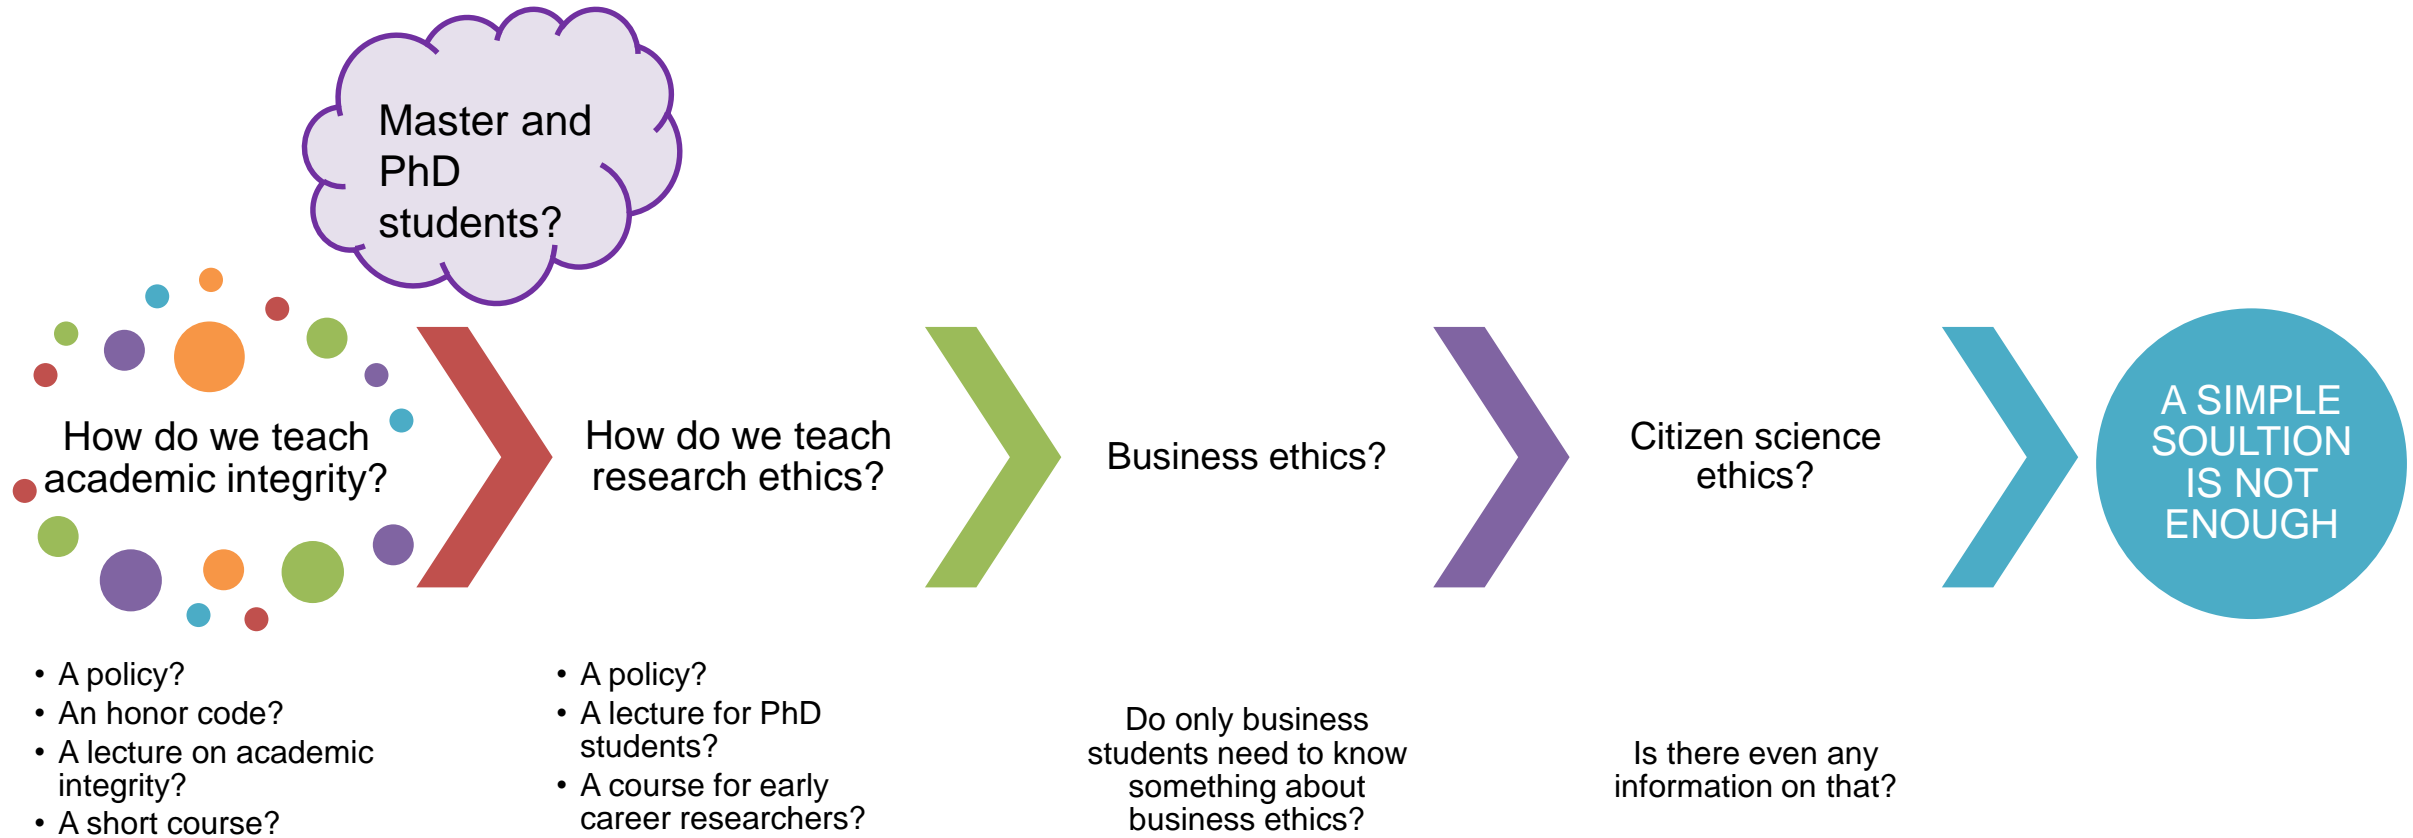 Master and
PhD
students?
How do we teach
academic integrity?
How do we teach
research ethics?
Business ethics?
Citizen science
ethics?
A SIMPLE
SOULTION
IS NOT
ENOUGH
• A policy?
• An honor code?
• A lecture on academic
integrity?
• A short course?
• A policy?
• A lecture for PhD
students?
• A course for early
career researchers?
Do only business
students need to know
something about
business ethics?
Is there even any
information on that?